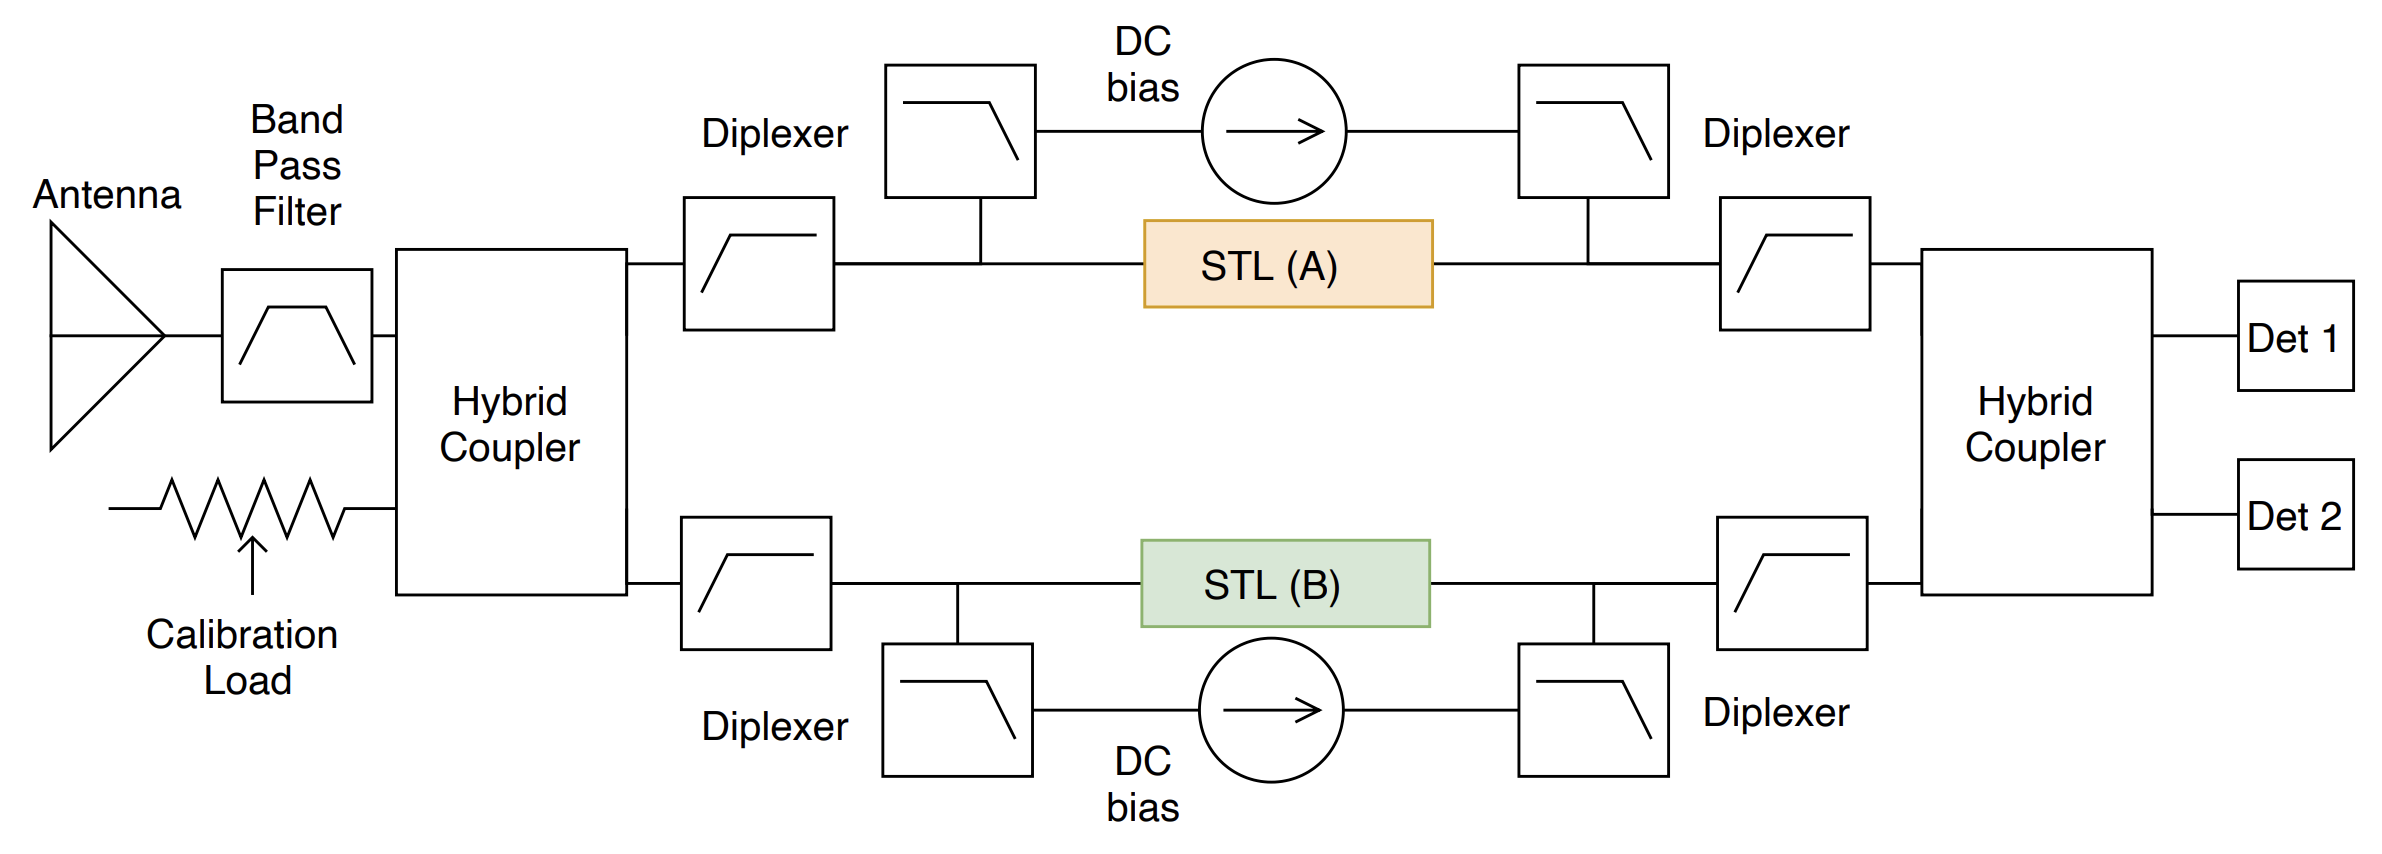 DC
bias
Band
Pass
Filter
Diplexer
Diplexer
Antenna
STL (A)
Hybrid
Coupler
Hybrid
Coupler
Det 1
Det 2
STL (B)
Calibration
Load
Diplexer
Diplexer
DC
bias